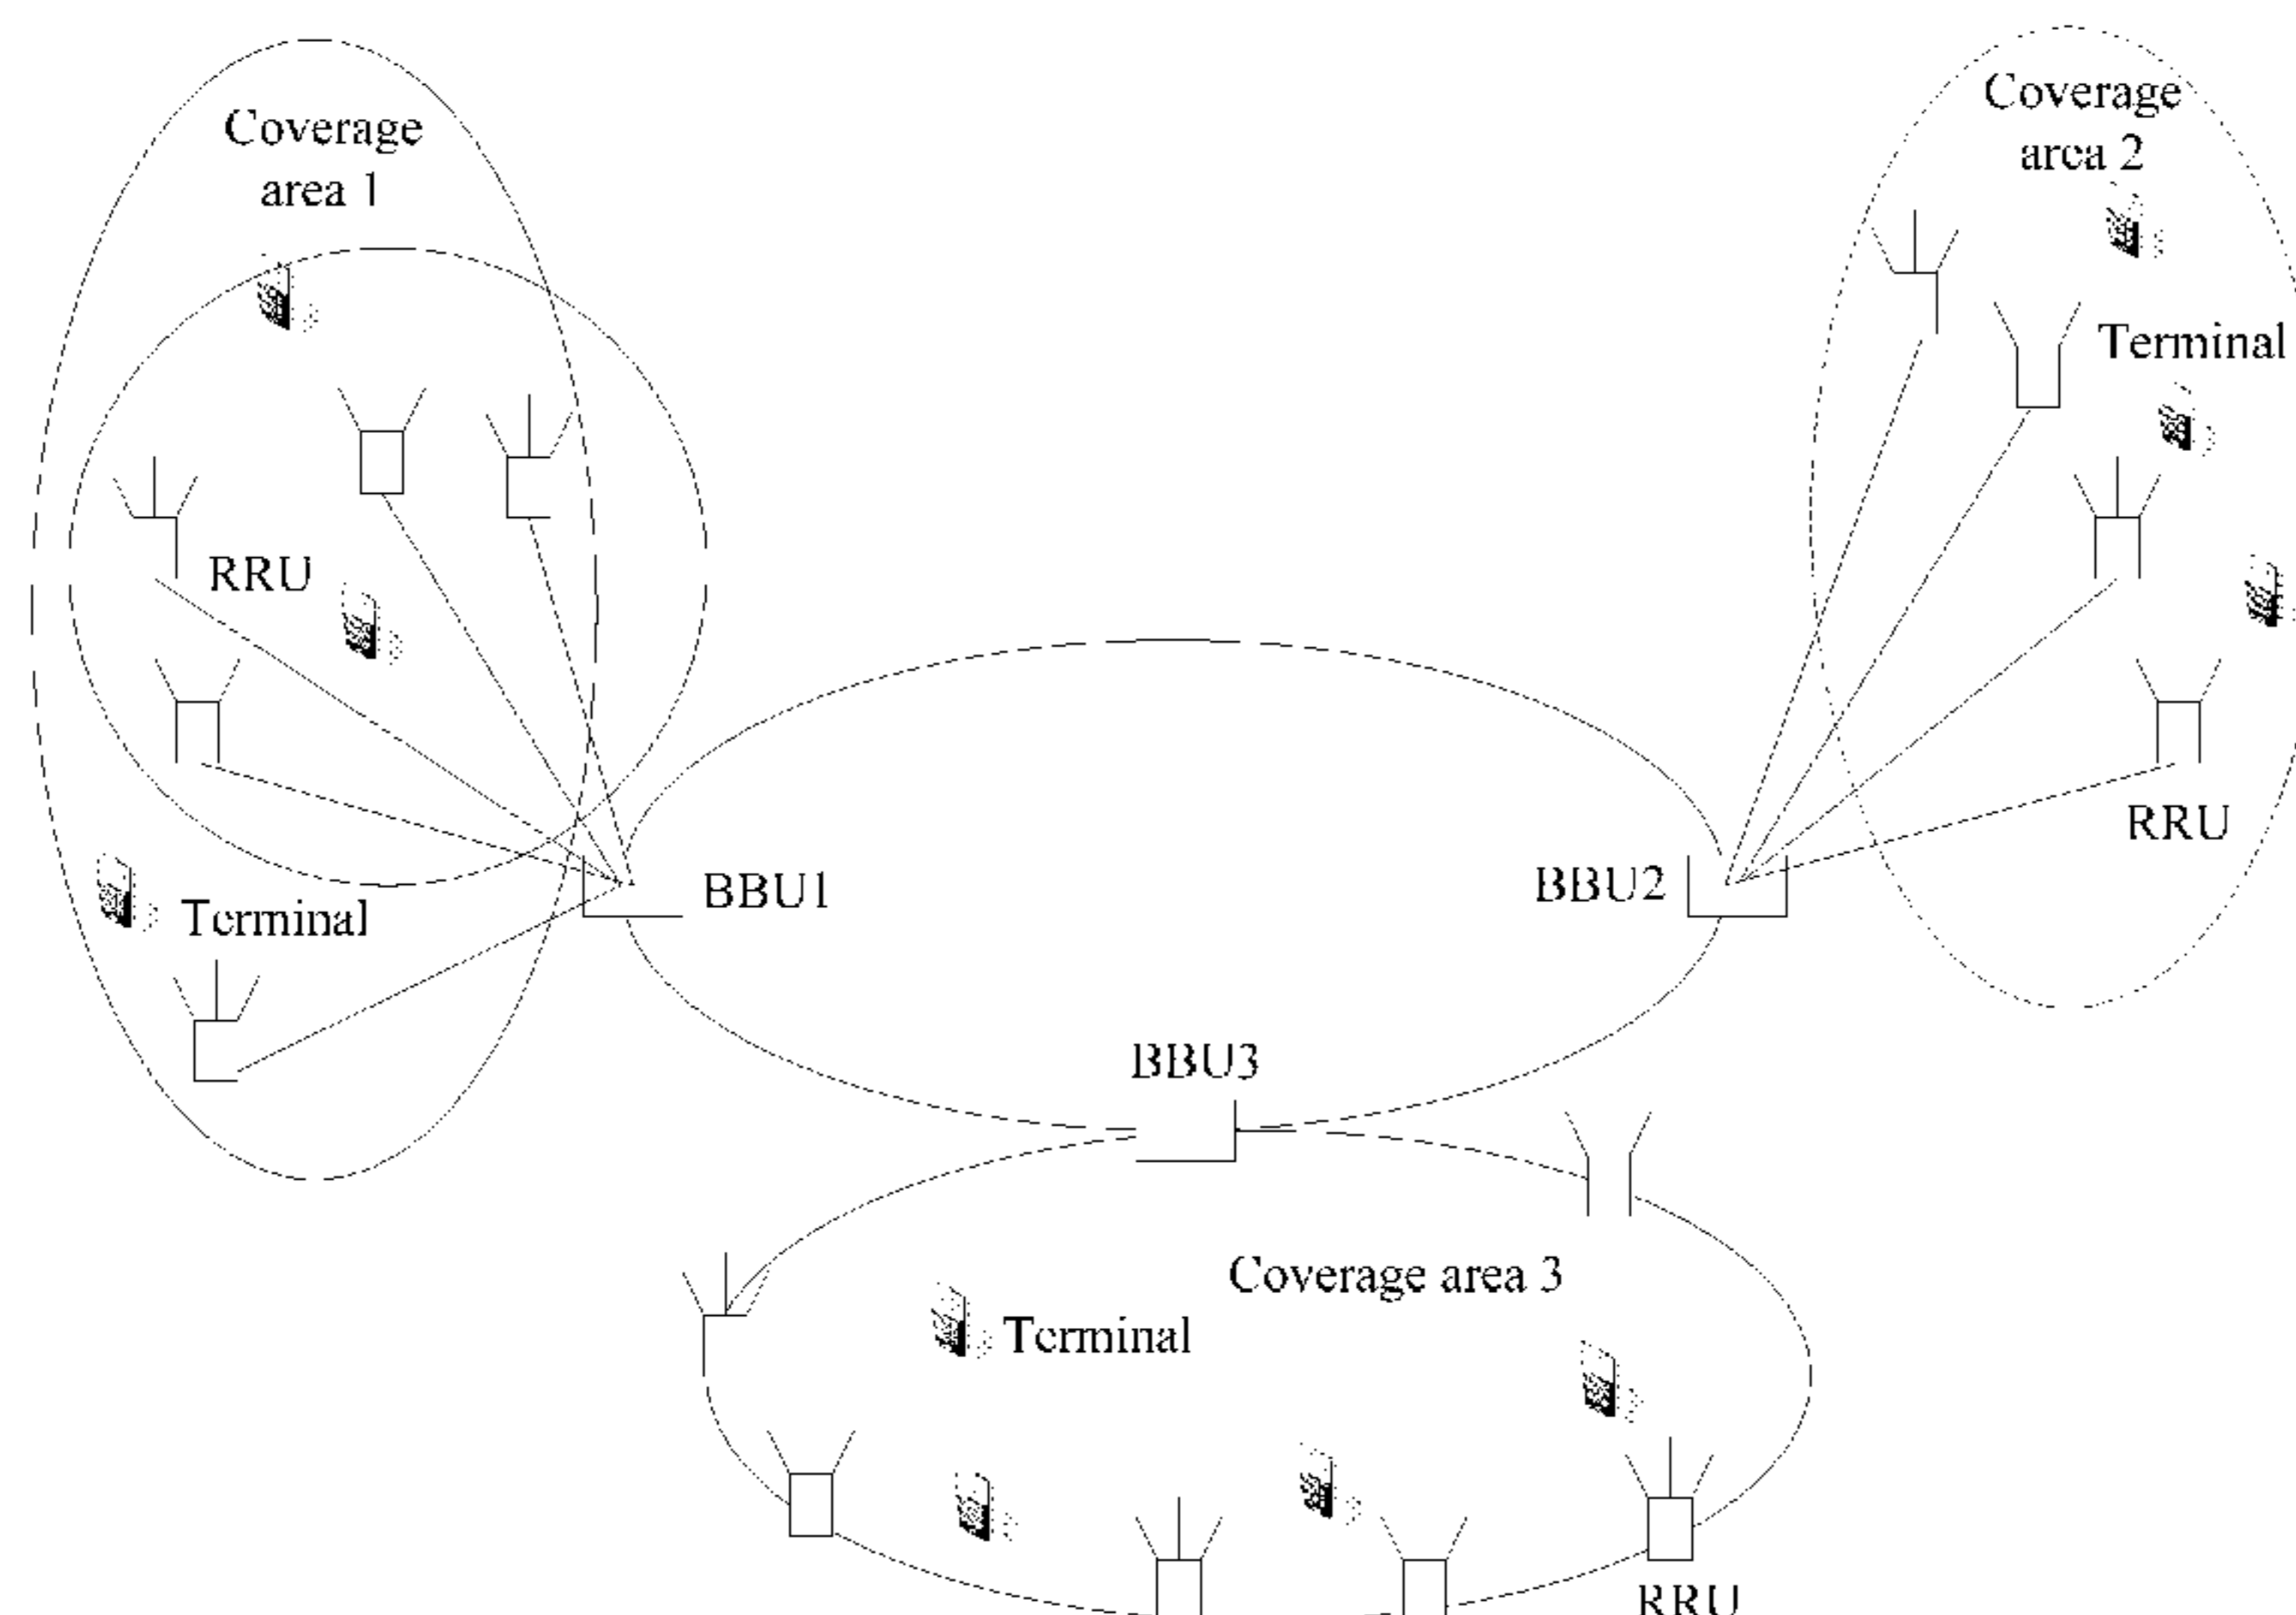 Coverage
area 1
Coverage
area 2
Terminal
RRU
RRU
BBU1
BBU2
Terminal
BBU3
Coverage area 3
Terminal
RRU